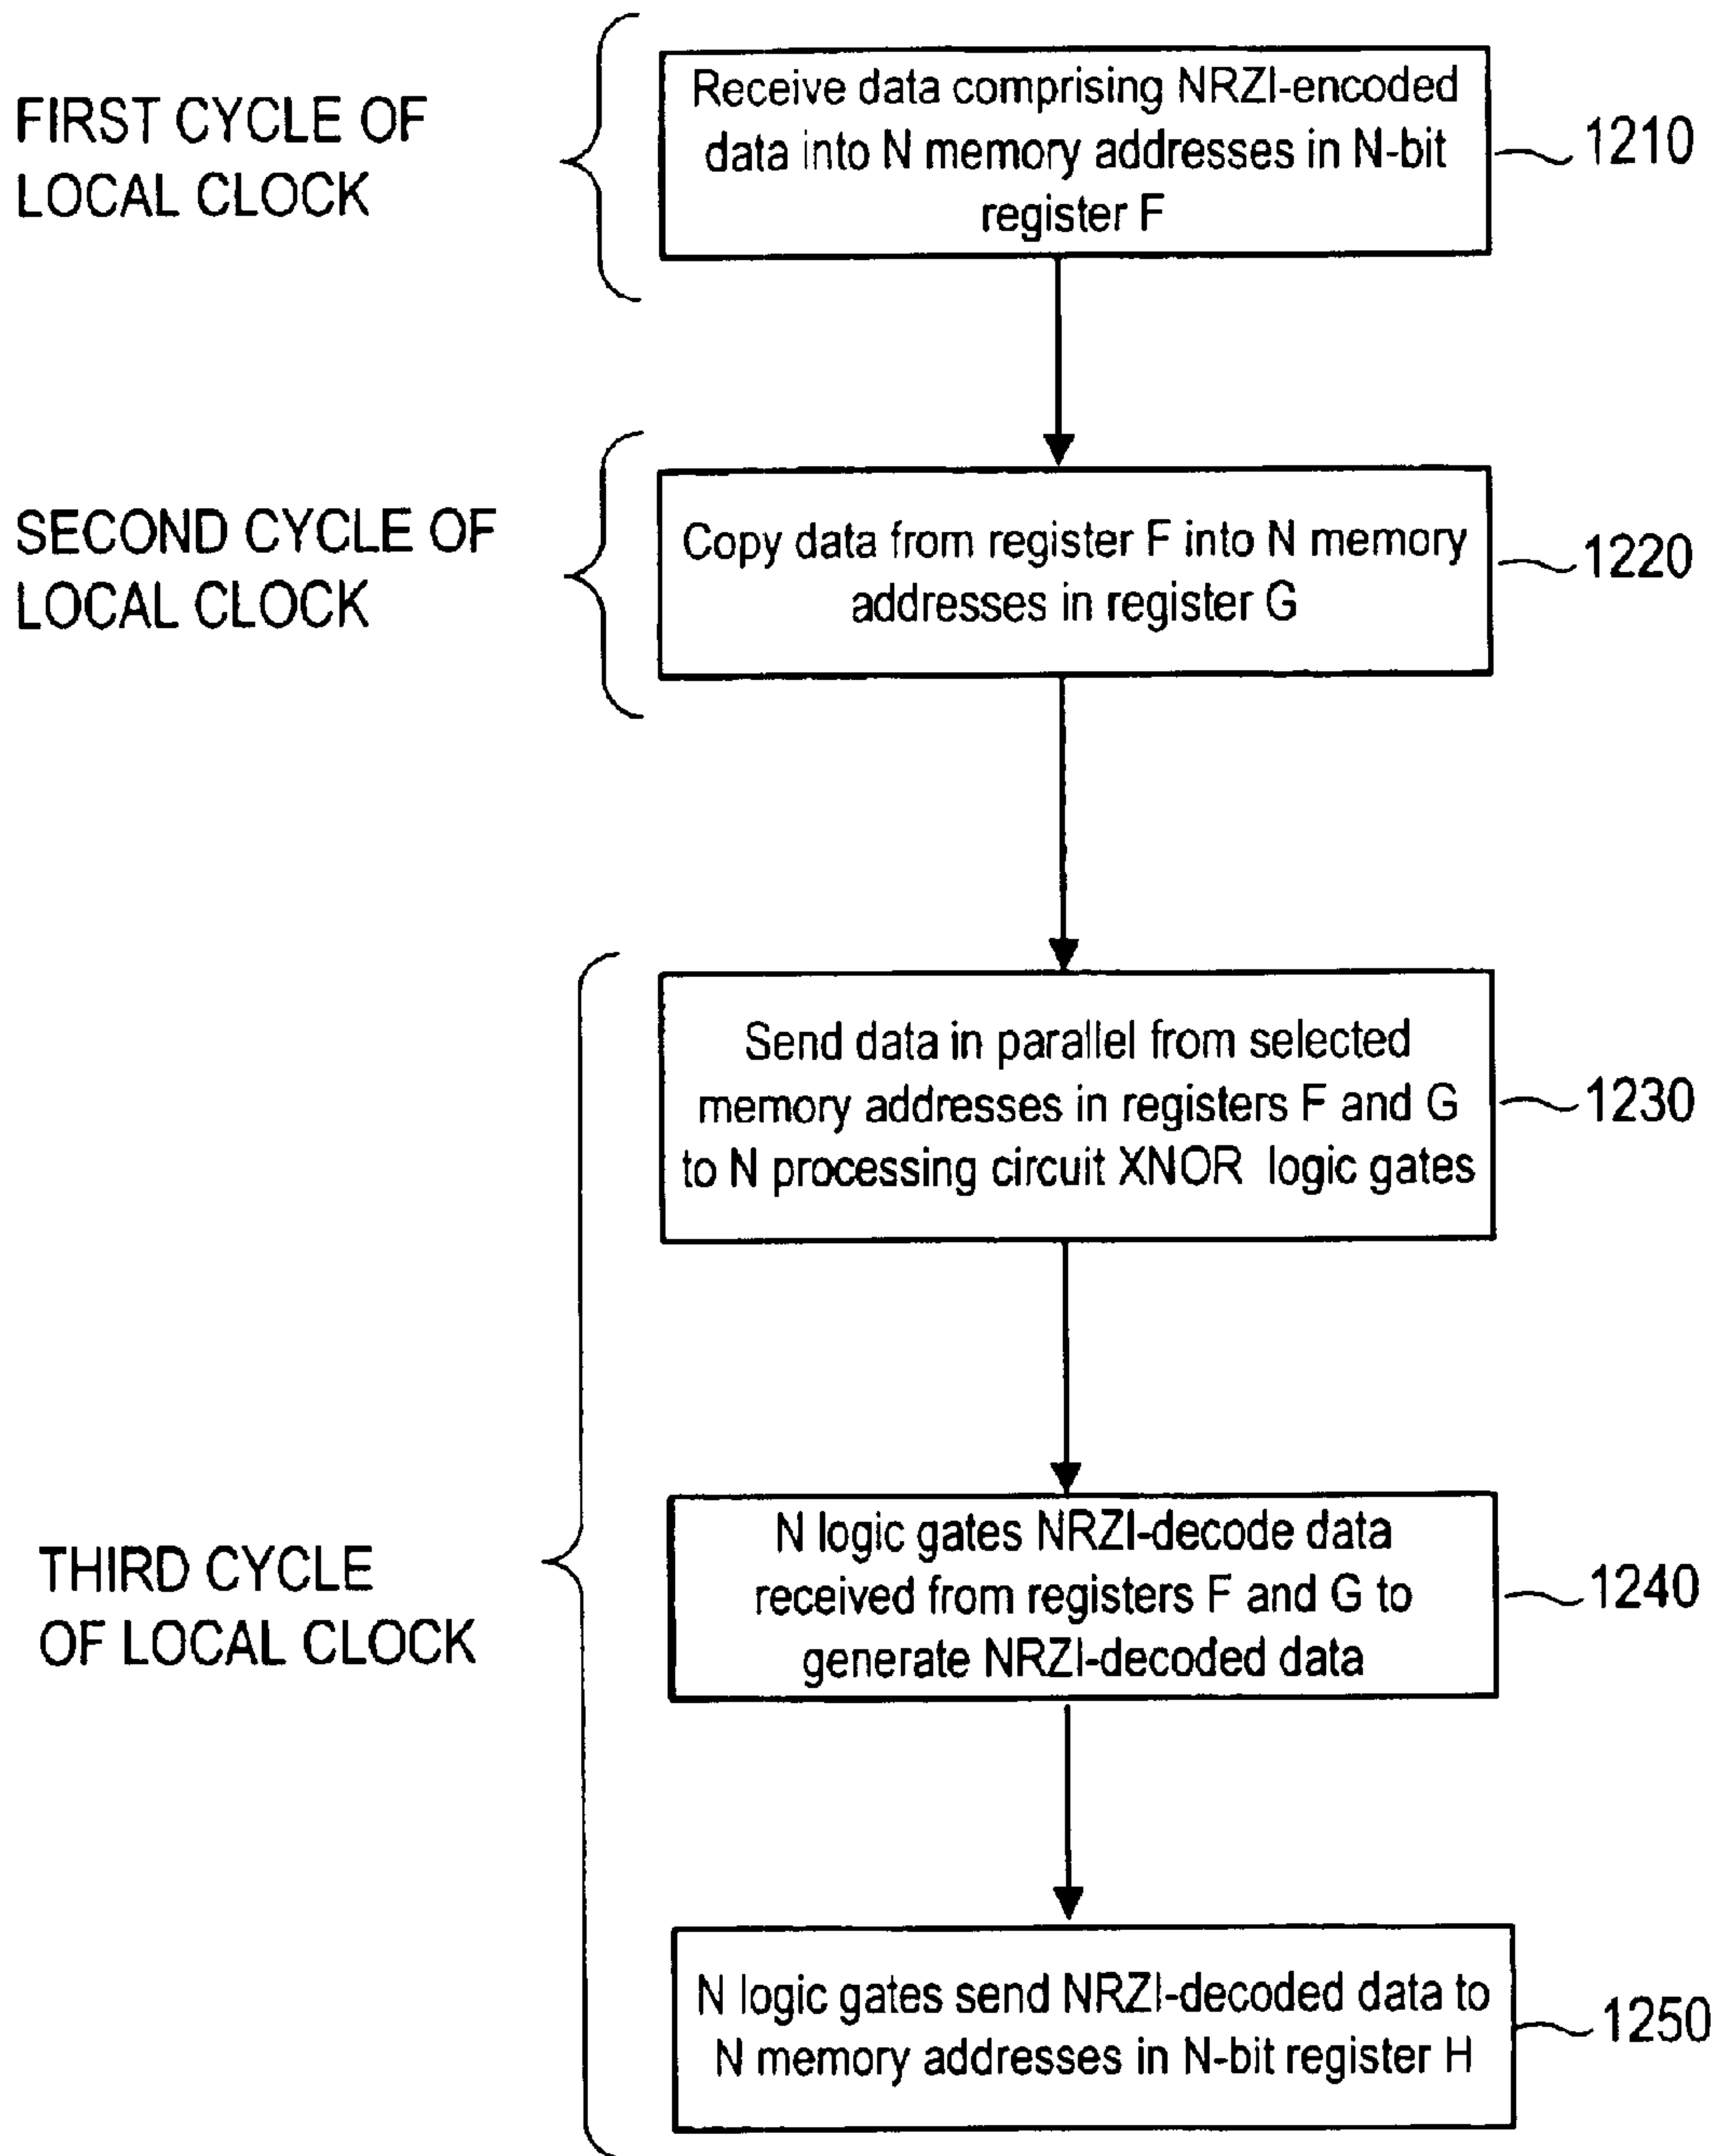 FIRST CYCLE OF
LOCAL CLOCK
Receive data comprising NRZI-encoded
data into N memory addresses in N-bit
register F
1210
SECOND CYCLE OF
LOCAL CLOCK
Copy data from register F into N memory
addresses in register G
1220
Send data in parallel from selected
memory addresses in registers F and G
to N processing circuit XNOR logic gates
1230
THIRD CYCLE
OF LOCAL CLOCK
N logic gates NRZI-decode data
received from registers F and G to
generate NRZI-decoded data
1240
N logic gates send NRZI-decoded data to
N memory addresses in N-bit register H
1250